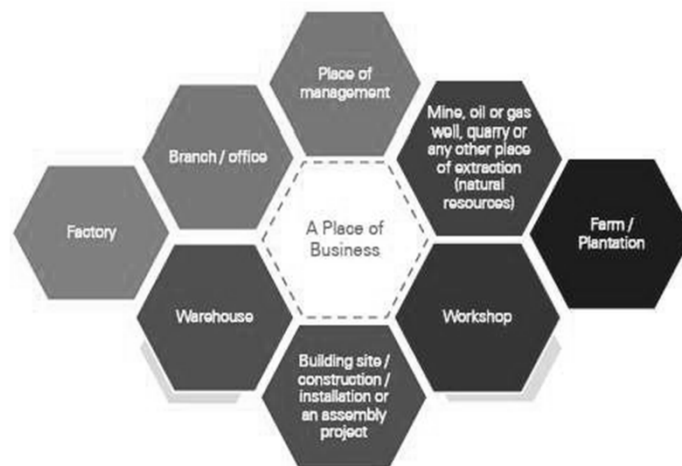 Place of
management
Mine, oil or gas
well, quarry or
any other place
of extraction
(natural
resources)
Branch / office
Factory
A Place of
Business
Farm /
Plantation
Warehouse
Workshop
Building site /
construction /
installation or
an assembly
project